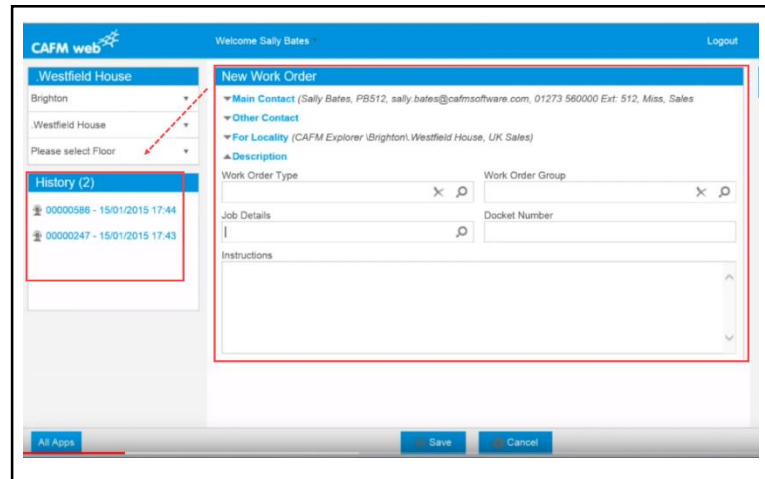 CAFM web
Welcome Sally Bates
Logout
.Westfield House
Brighton
.Westfield House
Please select Floor
History (2)
00000586 - 15/01/2015 17:44
00000247 - 15/01/2015 17:43
New Work Order
Main Contact (Sally Bates, PB512, sally.bates@cafmsoftware.com, 01273 560000 Ext: 512, Miss, Sales
Other Contact
For Locality (CAFM Explorer \Brighton\.Westfield House, UK Sales)
Description
Work Order Type
Work Order Group
Job Details
Docket Number
Instructions
All Apps
Save
Cancel